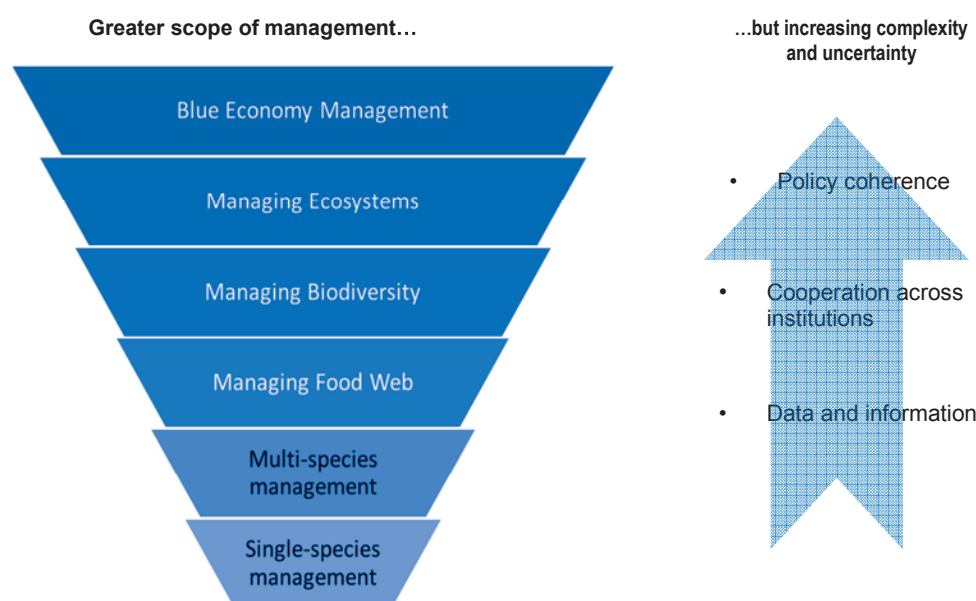 Greater scope of management…
Blue Economy Management
Managing Ecosystems
Managing Biodiversity
Managing Food Web
Multi-species
management
Single-species
management
…but increasing complexity
and uncertainty
• Policy coherence
• Cooperation across
institutions
• Data and information